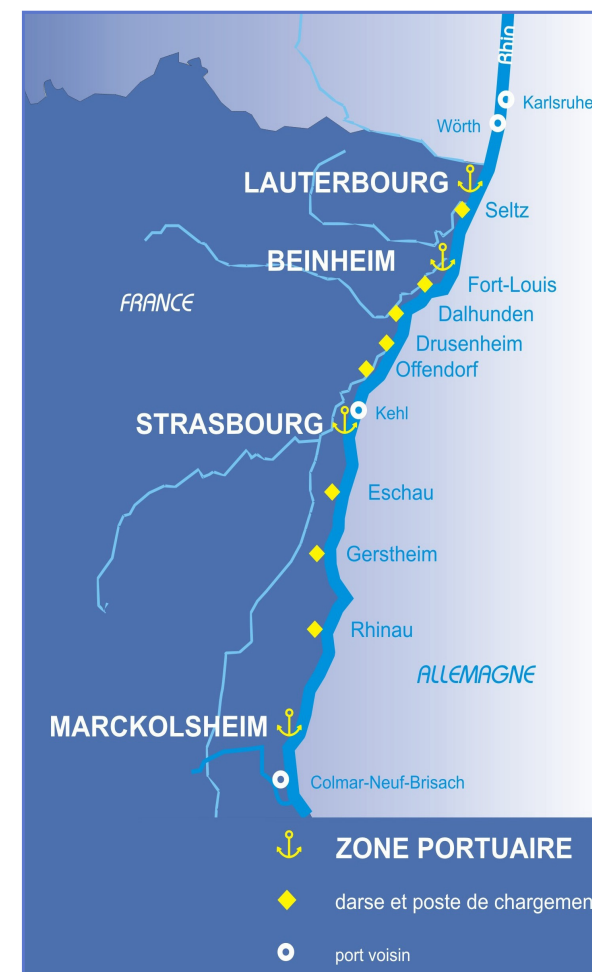 Rhin
Karlsruhe
Wörth
LAUTERBOURG
Seltz
BEINHEIM
Fort-Louis
FRANCE
Dalhunden
Drusenheim
Offendorf
STRASBOURG
Kehl
Eschau
Gerstheim
Rhinau
ALLEMAGNE
MARCKOLSHEIM
Colmar-Neuf-Brisach
ZONE PORTUAIRE
darse et poste de chargemen
port voisin